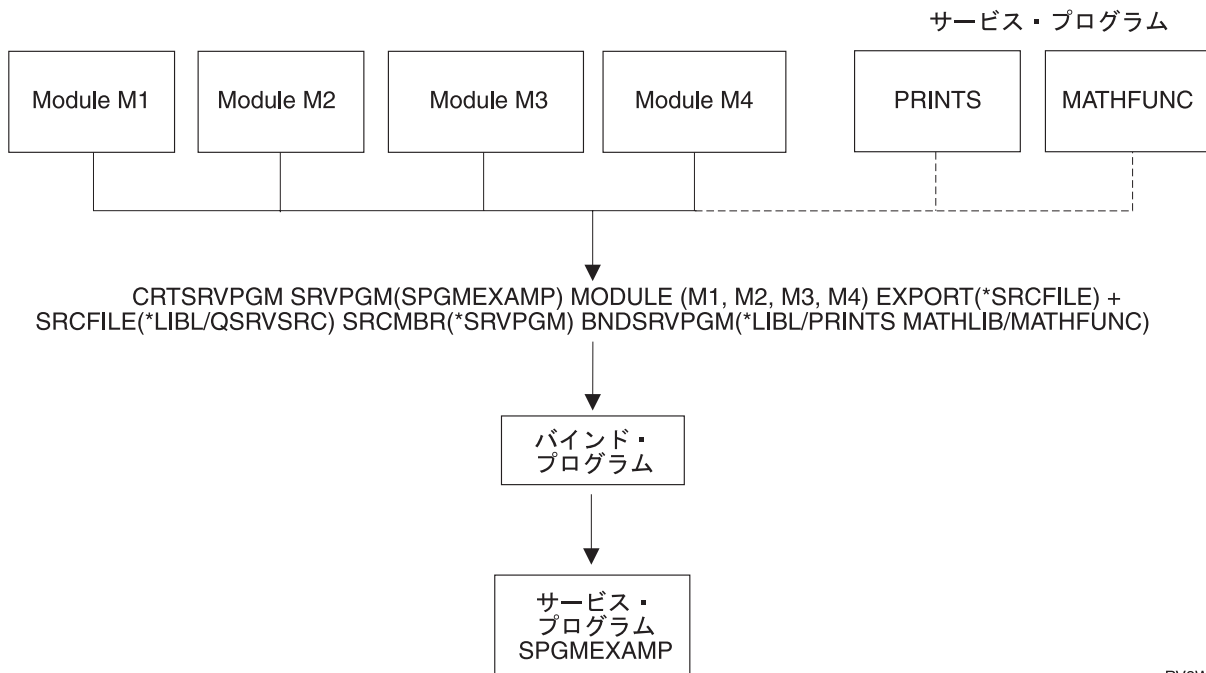 サービス・プログラム
Module M1
Module M2
Module M3
Module M4
PRINTS
MATHFUNC
CRTSRVPGM SRVPGM(SPGMEXAMP) MODULE (M1, M2, M3, M4) EXPORT(*SRCFILE) +
SRCFILE(*LIBL/QSRVSRC) SRCMBR(*SRVPGM) BNDSRVPGM(*LIBL/PRINTS MATHLIB/MATHFUNC)
バインド・
プログラム
サービス・
プログラム
SPGMEXAMP